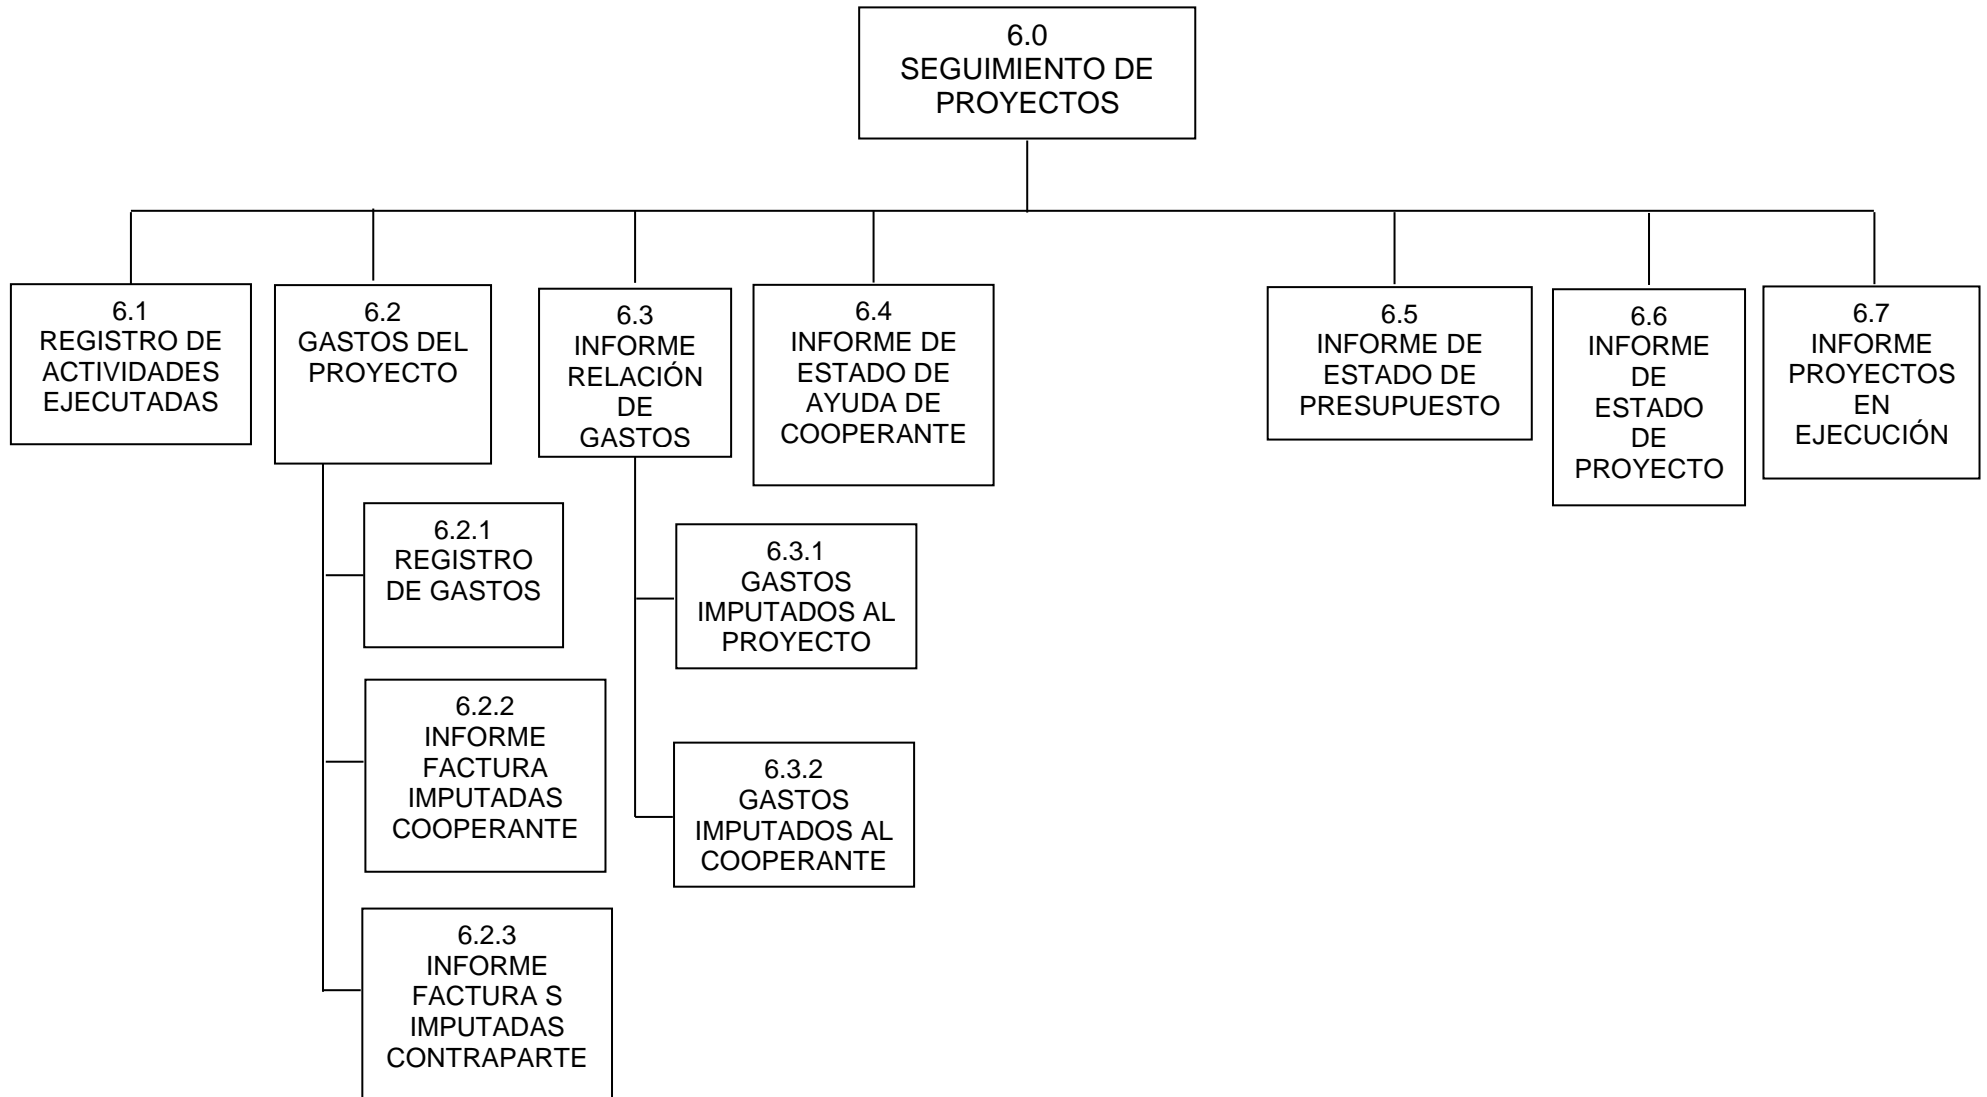 6.0
SEGUIMIENTO DE
PROYECTOS
6.1
REGISTRO DE
ACTIVIDADES
EJECUTADAS
6.2
GASTOS DEL
PROYECTO
6.3
INFORME
RELACIÓN
DE
GASTOS
6.4
INFORME DE
ESTADO DE
AYUDA DE
COOPERANTE
6.5
INFORME DE
ESTADO DE
PRESUPUESTO
6.6
INFORME
DE
ESTADO
DE
PROYECTO
6.7
INFORME
PROYECTOS
EN
EJECUCIÓN
6.2.1
REGISTRO
DE GASTOS
6.2.2
INFORME
FACTURA
IMPUTADAS
COOPERANTE
6.2.3
INFORME
FACTURA S
IMPUTADAS
CONTRAPARTE
6.3.1
GASTOS
IMPUTADOS AL
PROYECTO
6.3.2
GASTOS
IMPUTADOS AL
COOPERANTE